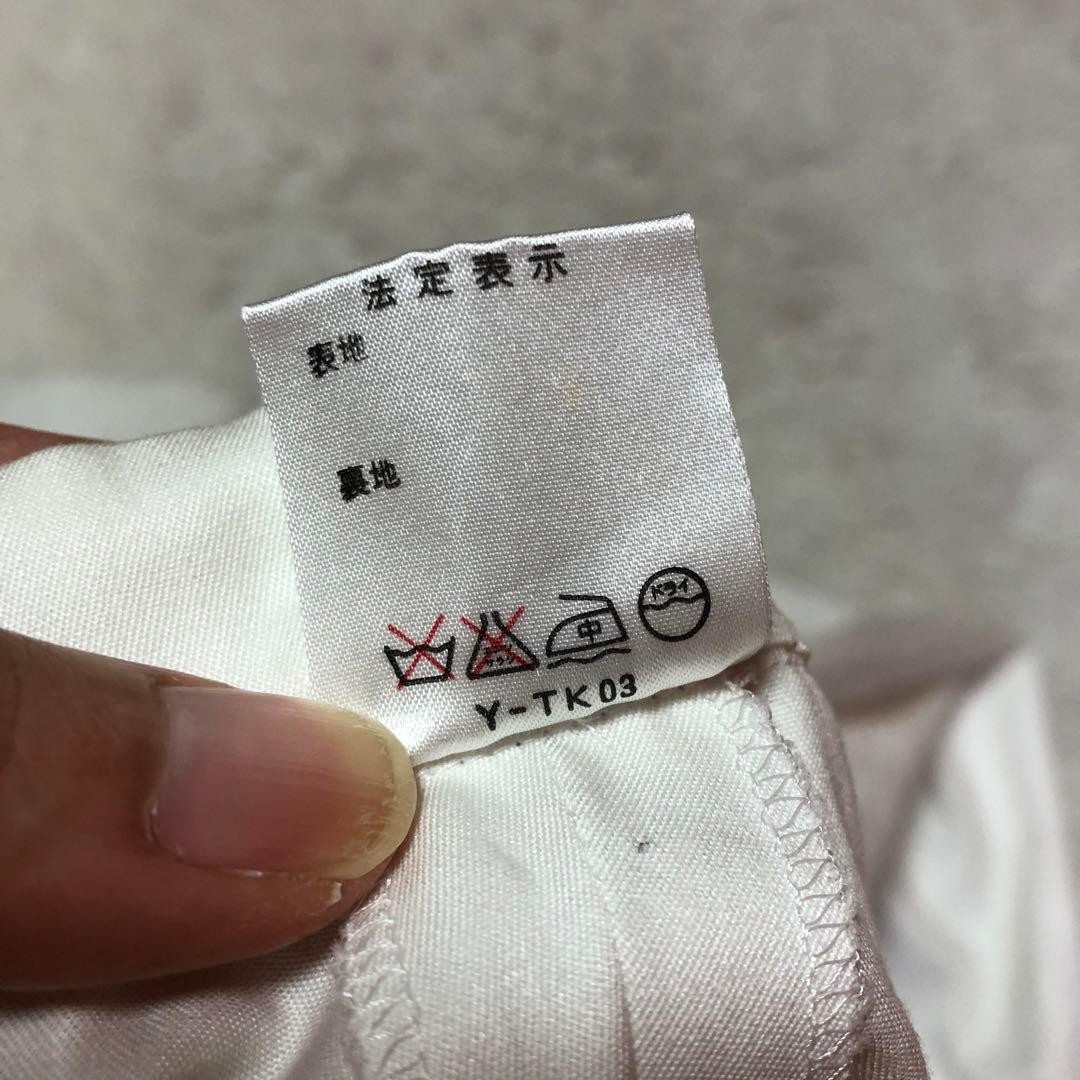 法定表示
表地
裏地
中
ドライ
Y-TK03